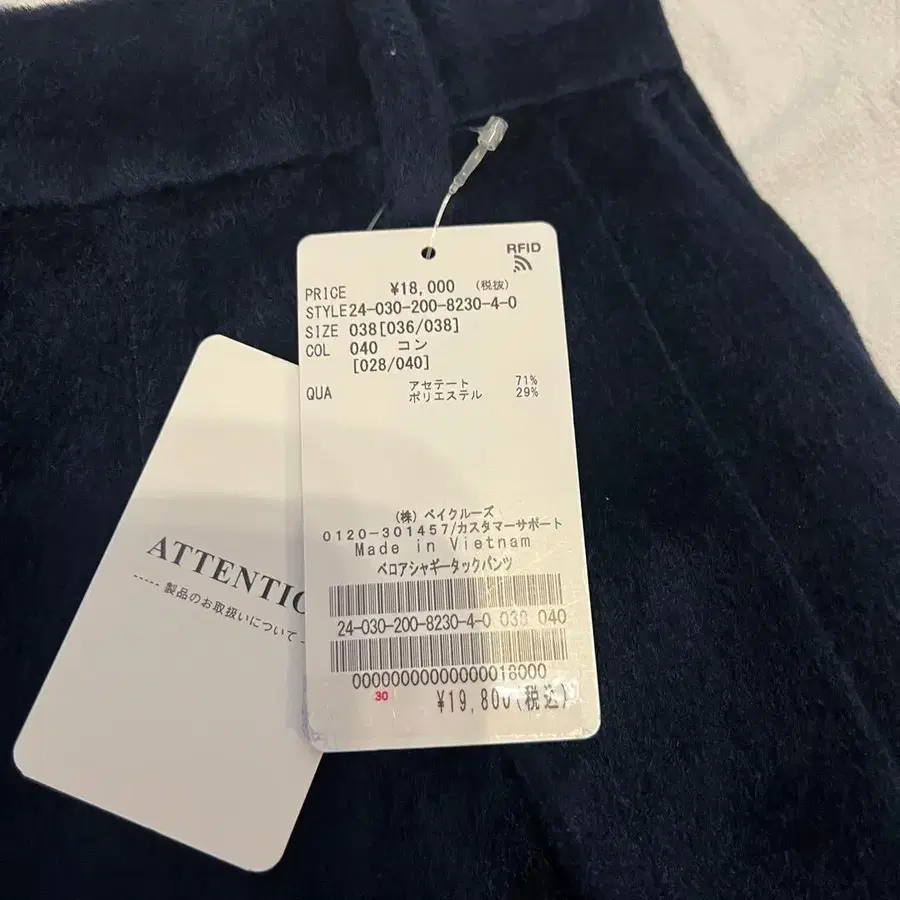 RFID
PRICE ¥18,000 (税抜)
STYLE24-030-200-8230-4-0
SIZE 038[036/038]
COL 040 コン
[028/040]
QUA アセテート 71%
ポリエステル 29%
(株) ベイクルーズ
0120-301457/カスタマーサポート
Made in Vietnam
ベロアシャギータックパンツ
24-030-200-8230-4-0 038 040
00000000000000018000
30
¥19,800(税込)
ATTENTIO
----- 製品のお取扱いについて -